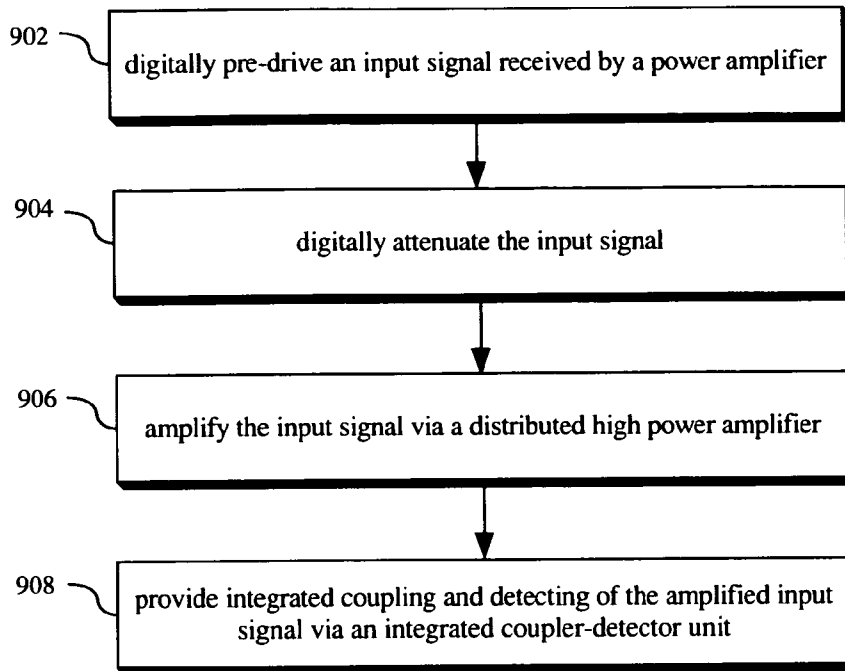 902
digitally pre-drive an input signal received by a power amplifier
904
digitally attenuate the input signal
906
amplify the input signal via a distributed high power amplifier
908
provide integrated coupling and detecting of the amplified input
signal via an integrated coupler-detector unit